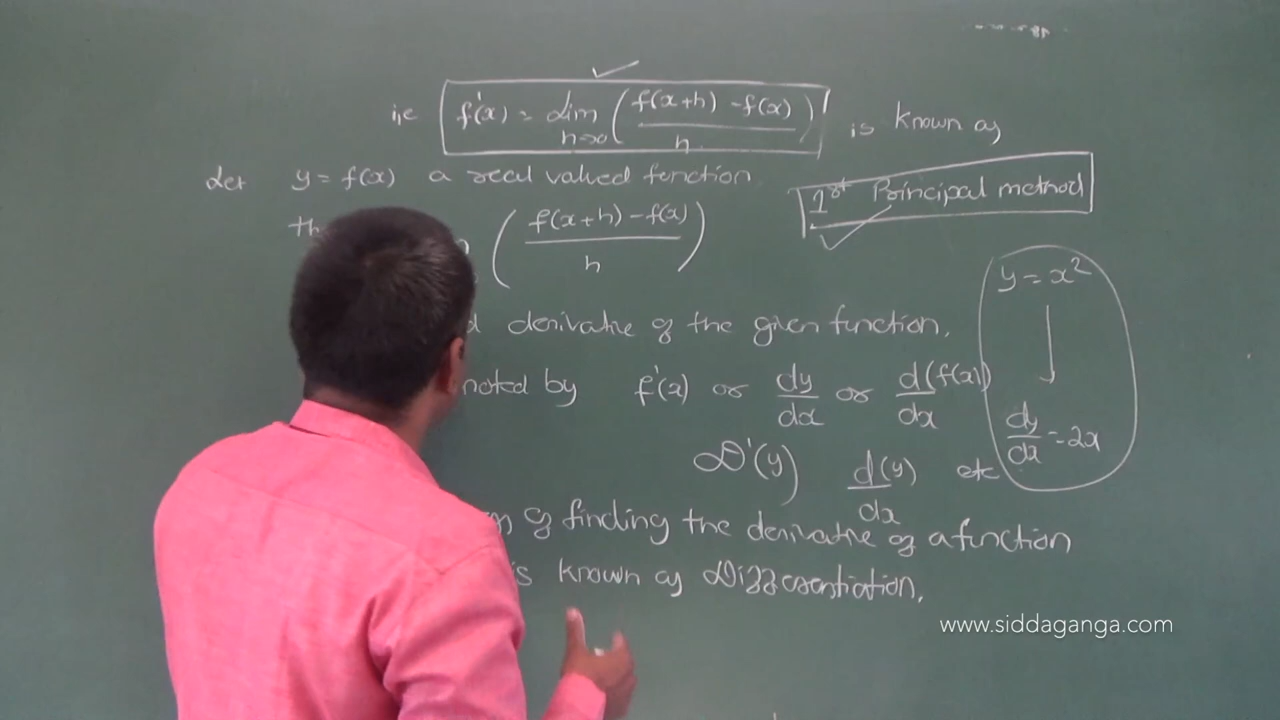 i,e f'(x) = lim h→0 ( f(x+h) - f(x) / h ) is known as
1st Principal method
Let y = f(x) a real valued function
( f(x+h) - f(x) / h )
derivative of the given function.
noted by f'(x) or dy/dx or d(f(x))/dx
D'(y) d(y)/dx etc
of finding the derivative of a function
is known as Differentiation.
y = x²
dy/dx = 2x
www.siddaganga.com